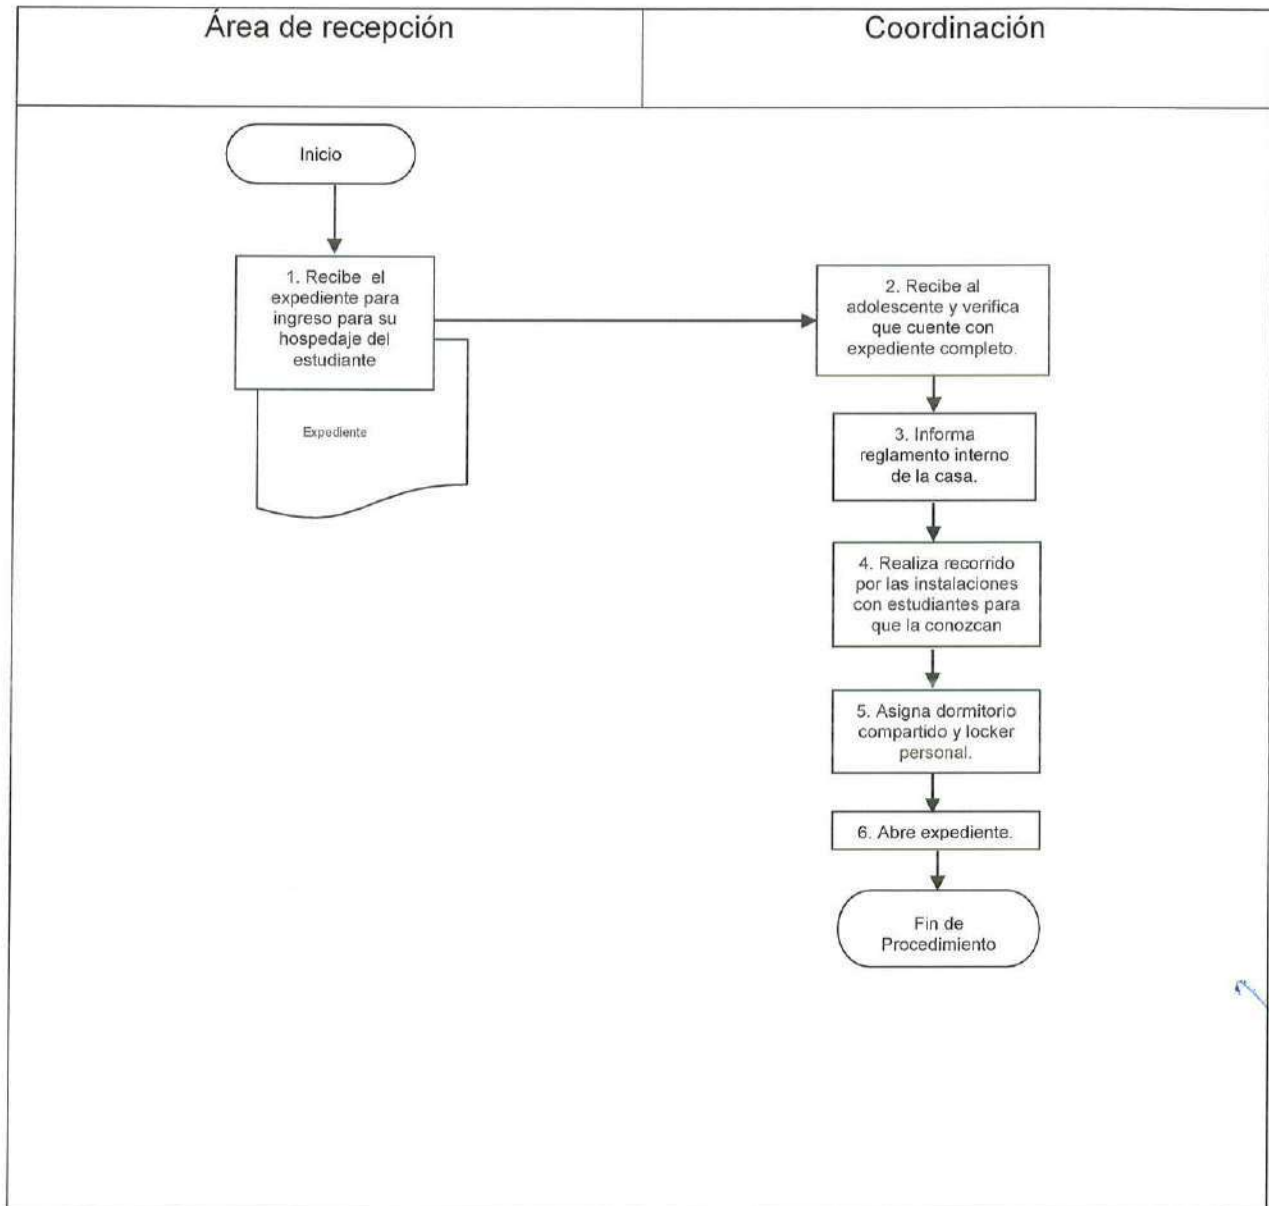 Área de recepción
Coordinación
Inicio
1. Recibe el
expediente para
ingreso para su
hospedaje del
estudiante
Expediente
2. Recibe al
adolescente y verifica
que cuente con
expediente completo.
3. Informa
reglamento interno
de la casa.
4. Realiza recorrido
por las instalaciones
con estudiantes para
que la conozcan
5. Asigna dormitorio
compartido y locker
personal.
6. Abre expediente.
Fin de
Procedimiento